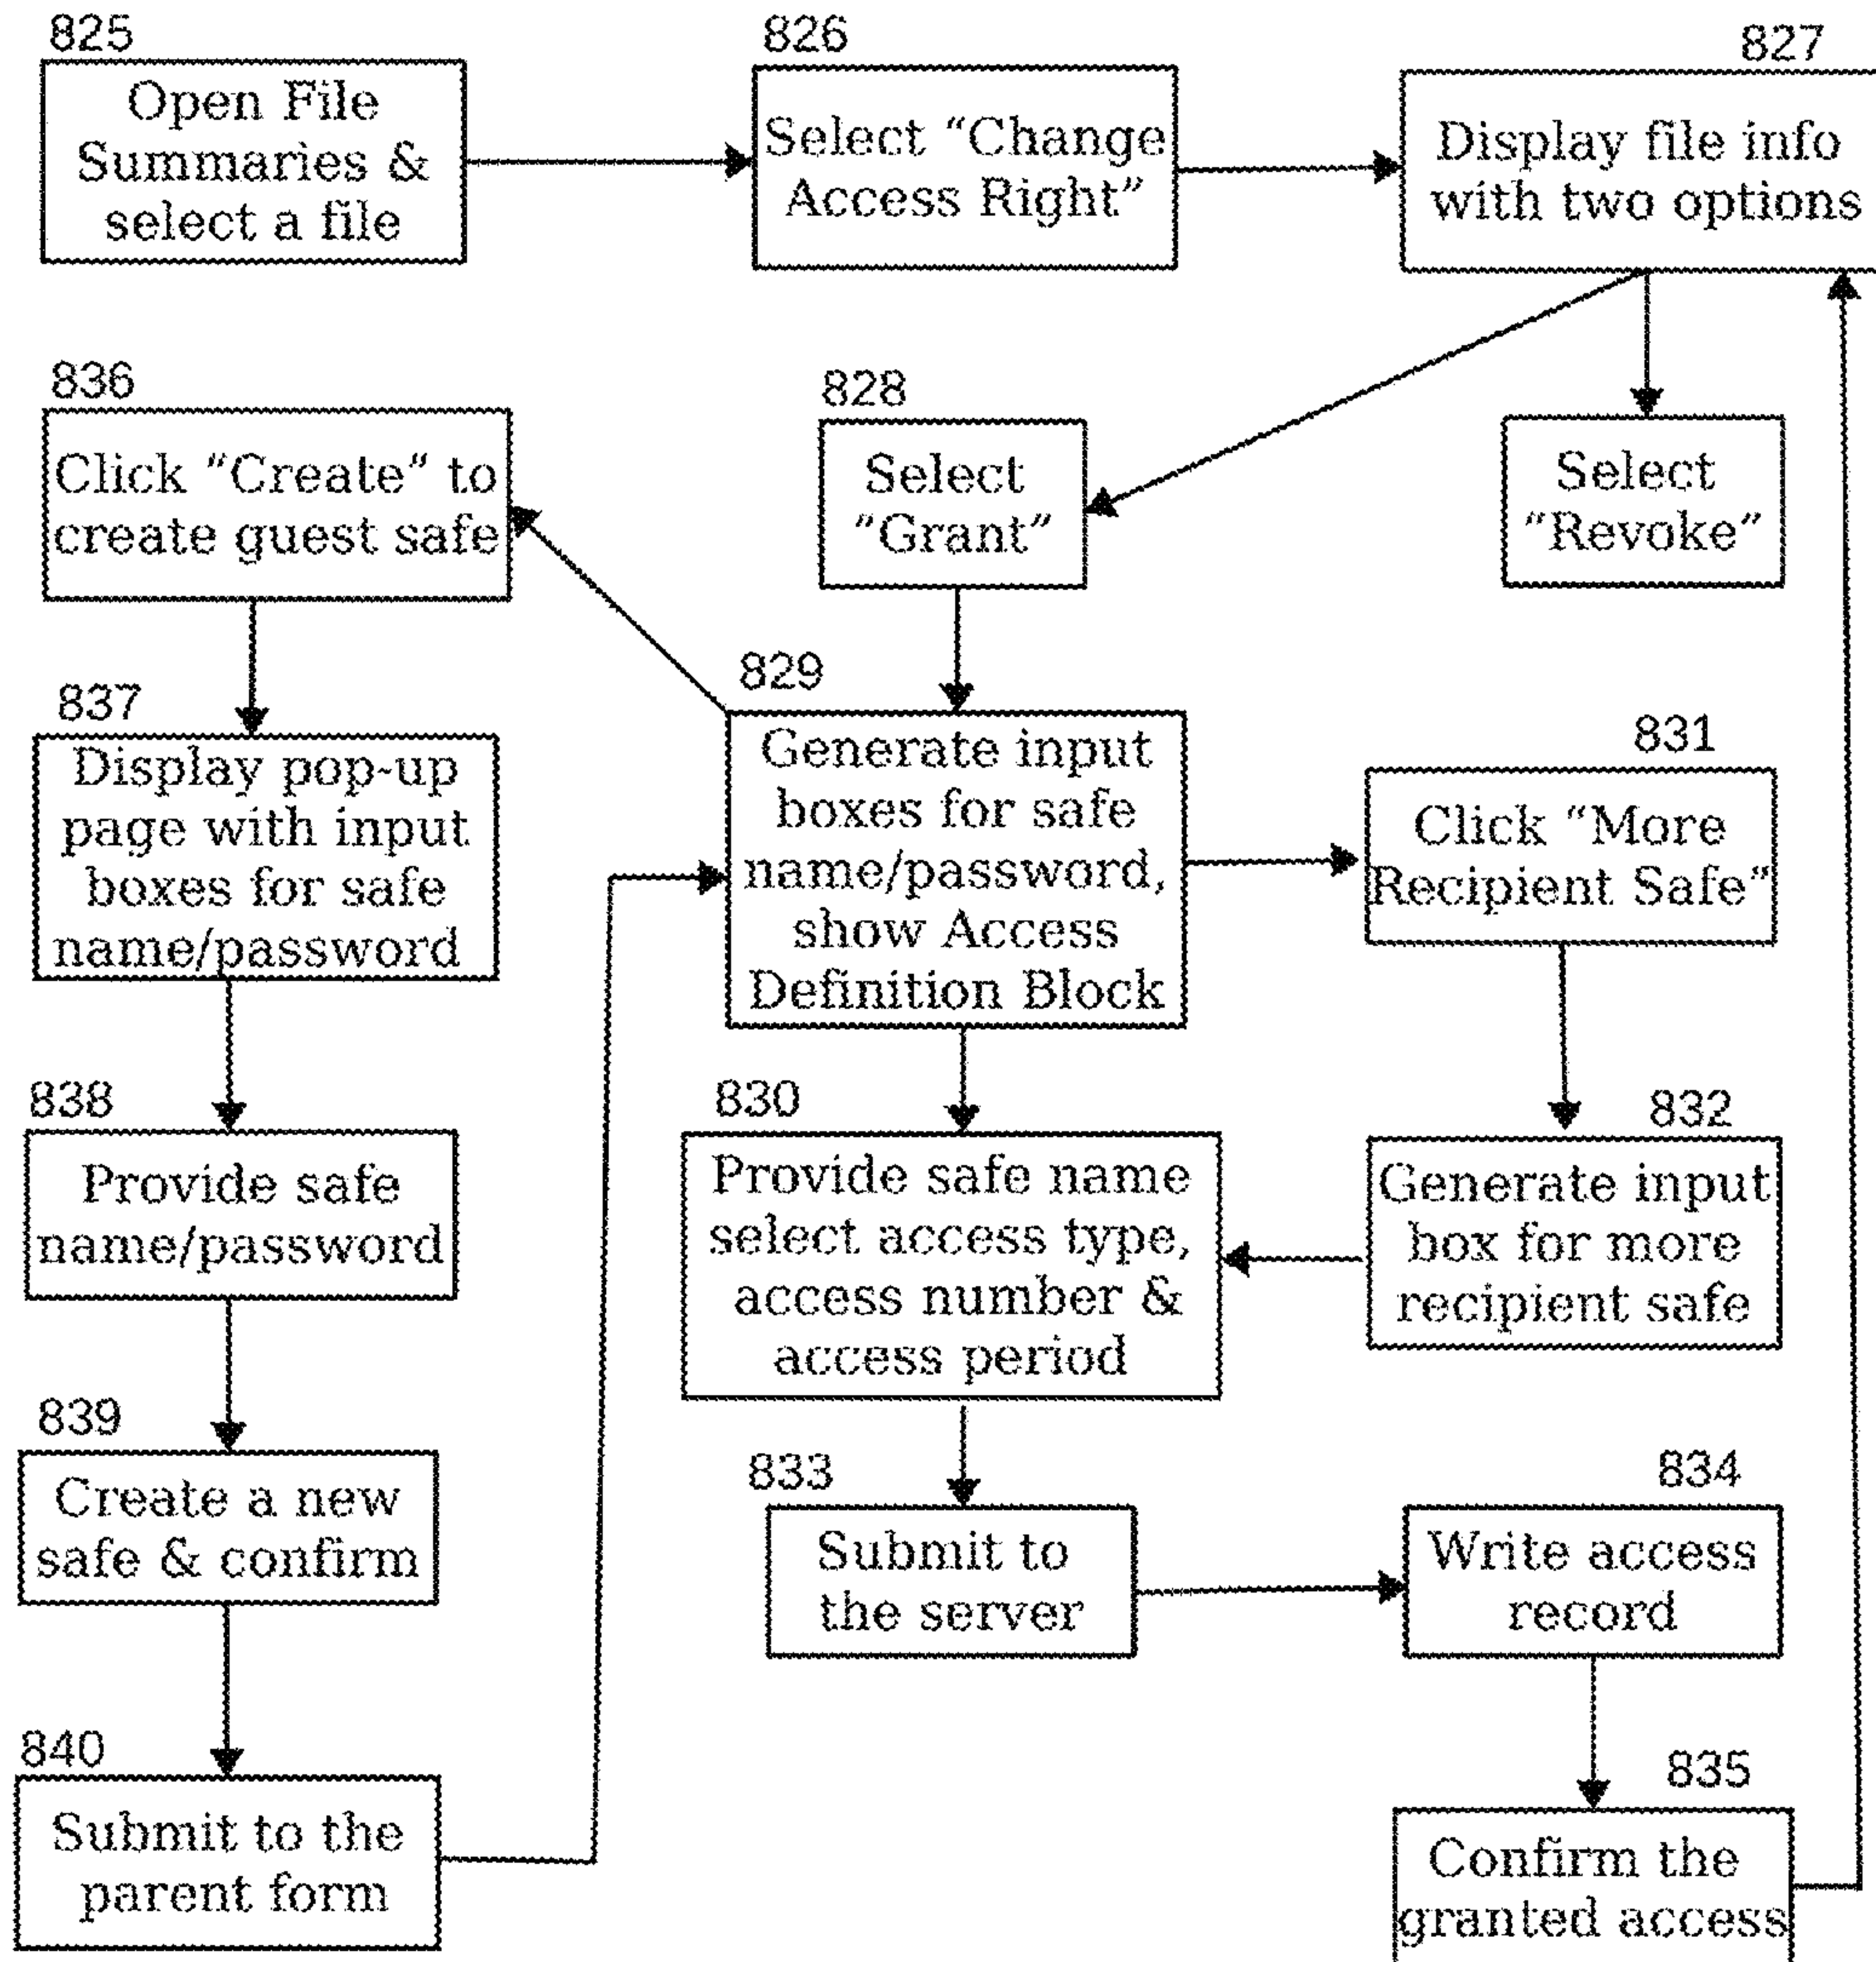 825
Open File
Summaries &
select a file
826
Select “Change
Access Right”
827
Display file info
with two options
828
Select
“Grant”
Select
“Revoke”
829
Generate input
boxes for safe
name/password,
show Access
Definition Block
836
Click “Create” to
create guest safe
837
Display pop-up
page with input
boxes for safe
name/password
838
Provide safe
name/password
839
Create a new
safe & confirm
840
Submit to the
parent form
831
Click “More
Recipient Safe”
832
Generate input
box for more
recipient safe
830
Provide safe name
select access type,
access number &
access period
833
Submit to
the server
834
Write access
record
835
Confirm the
granted access